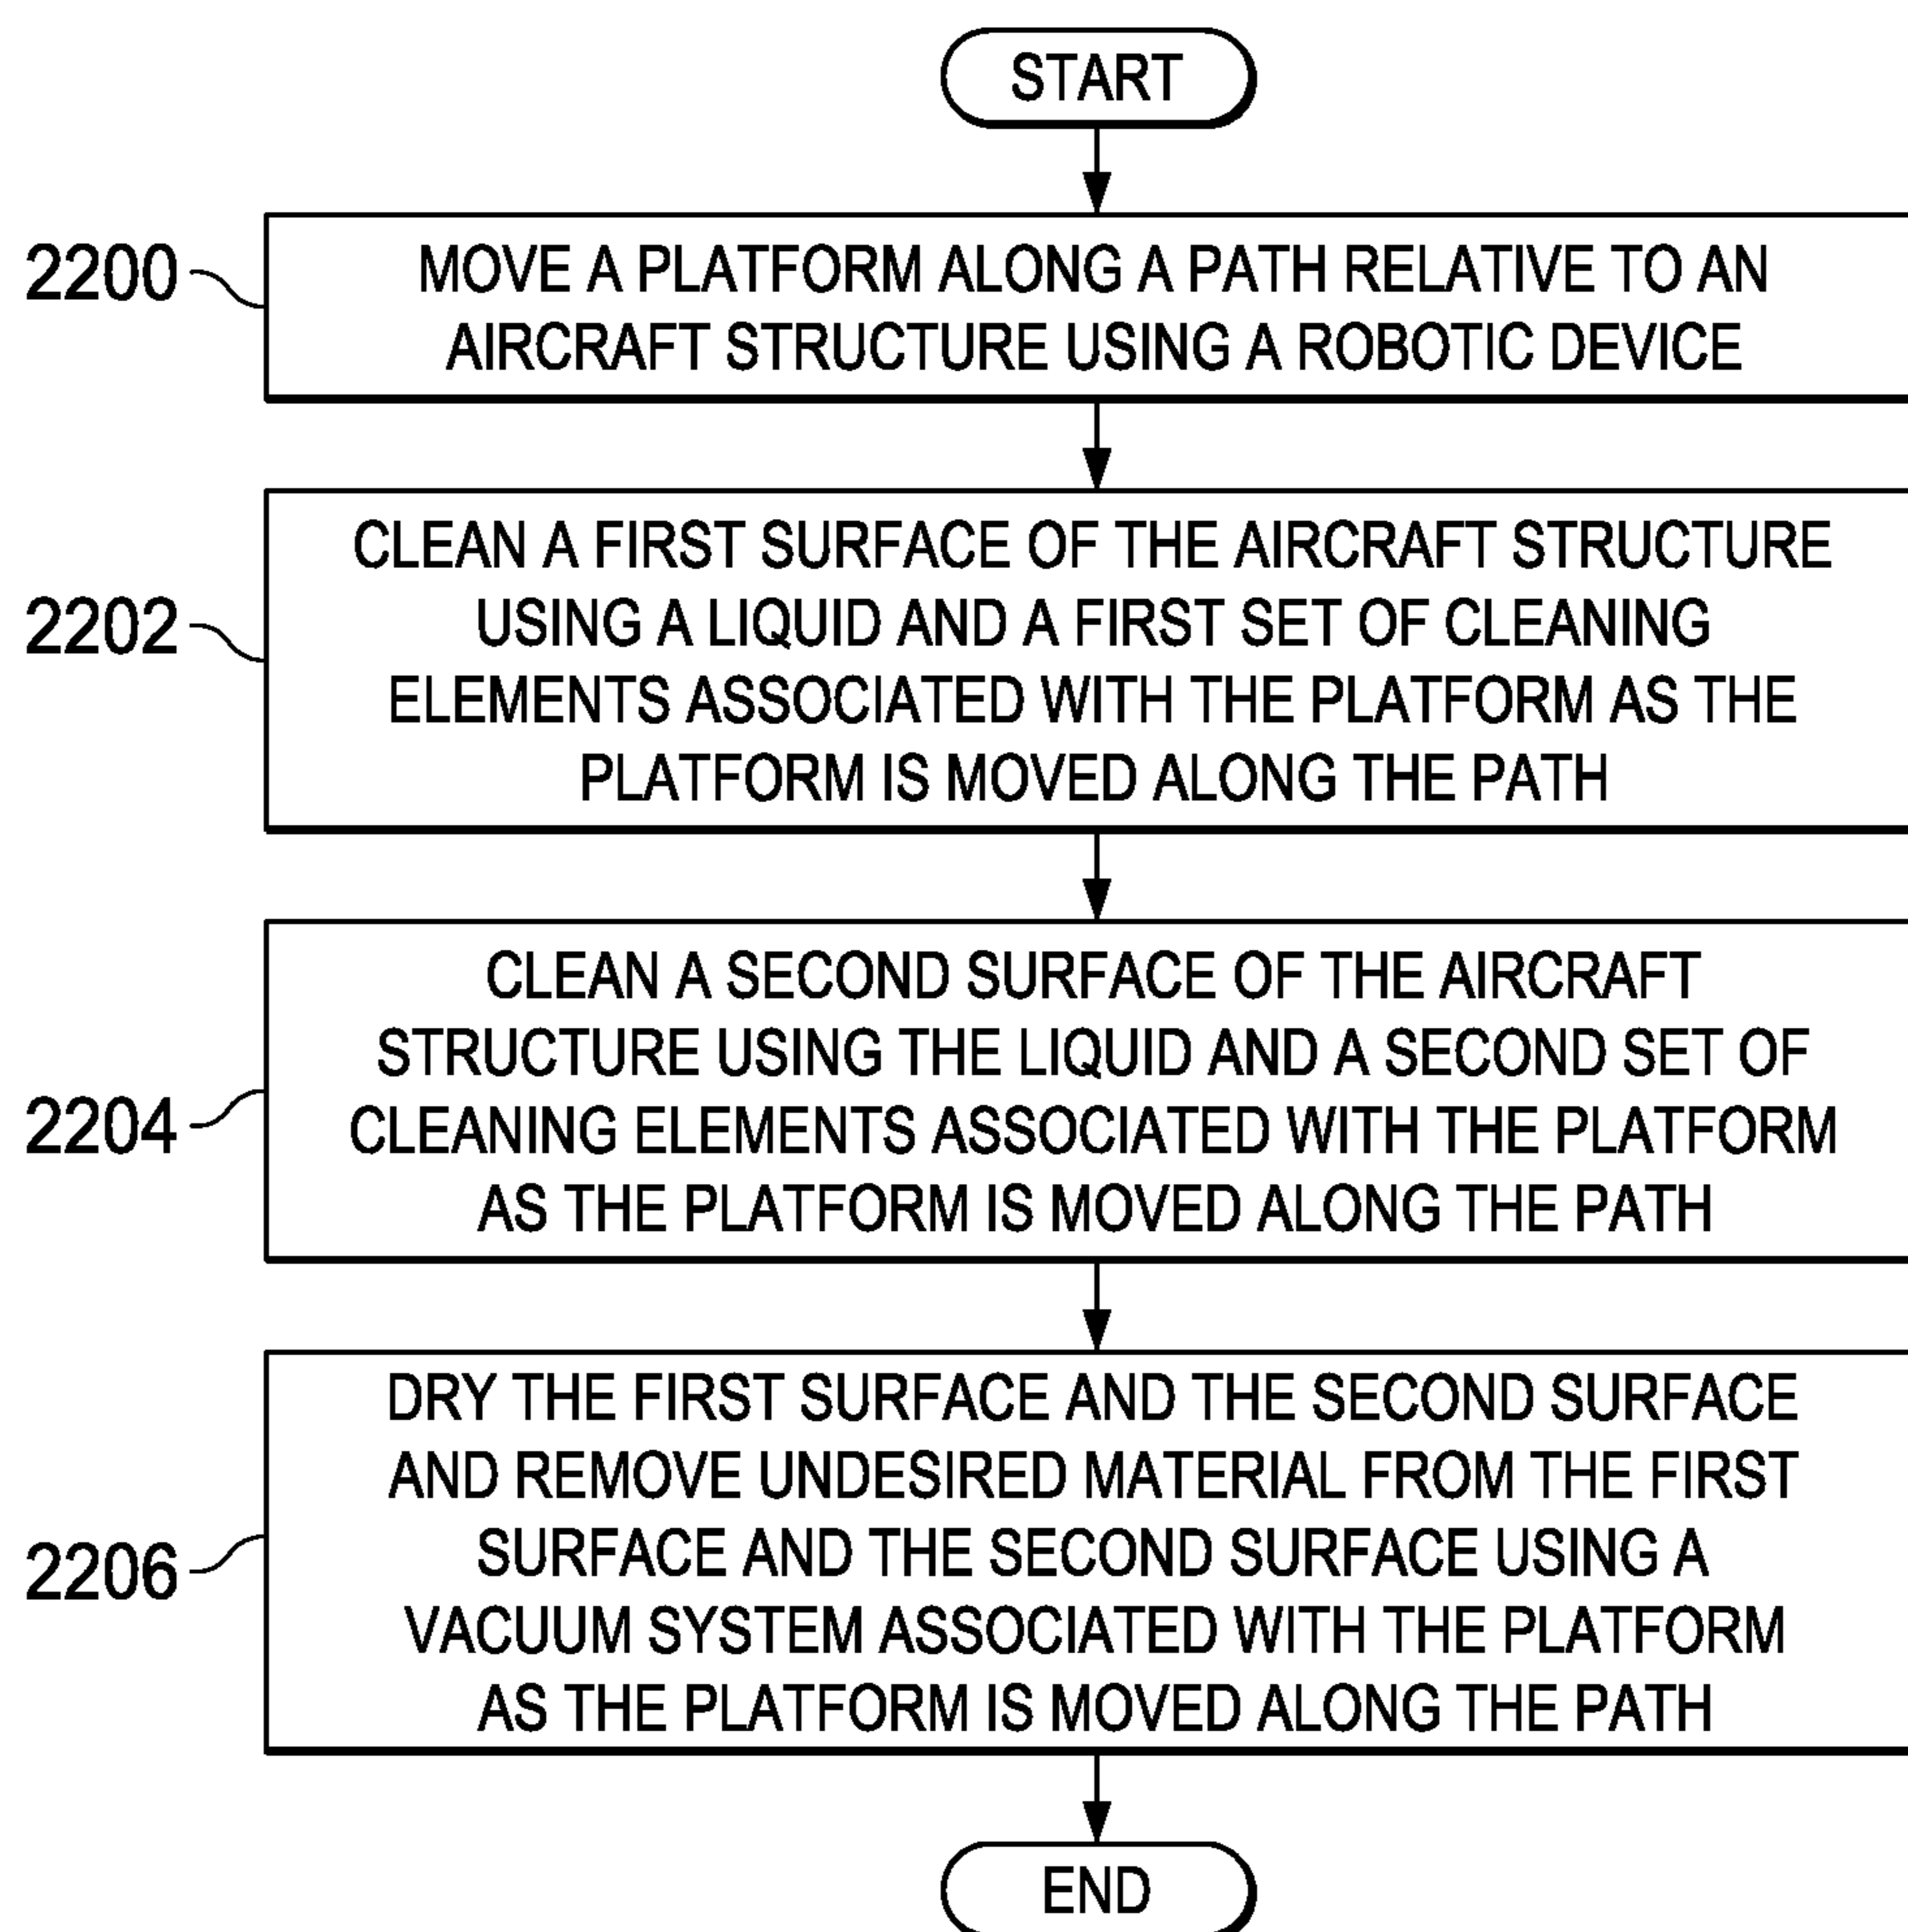 START
2200
MOVE A PLATFORM ALONG A PATH RELATIVE TO AN
AIRCRAFT STRUCTURE USING A ROBOTIC DEVICE
2202
CLEAN A FIRST SURFACE OF THE AIRCRAFT STRUCTURE
USING A LIQUID AND A FIRST SET OF CLEANING
ELEMENTS ASSOCIATED WITH THE PLATFORM AS THE
PLATFORM IS MOVED ALONG THE PATH
2204
CLEAN A SECOND SURFACE OF THE AIRCRAFT
STRUCTURE USING THE LIQUID AND A SECOND SET OF
CLEANING ELEMENTS ASSOCIATED WITH THE PLATFORM
AS THE PLATFORM IS MOVED ALONG THE PATH
2206
DRY THE FIRST SURFACE AND THE SECOND SURFACE
AND REMOVE UNDESIRED MATERIAL FROM THE FIRST
SURFACE AND THE SECOND SURFACE USING A
VACUUM SYSTEM ASSOCIATED WITH THE PLATFORM
AS THE PLATFORM IS MOVED ALONG THE PATH
END